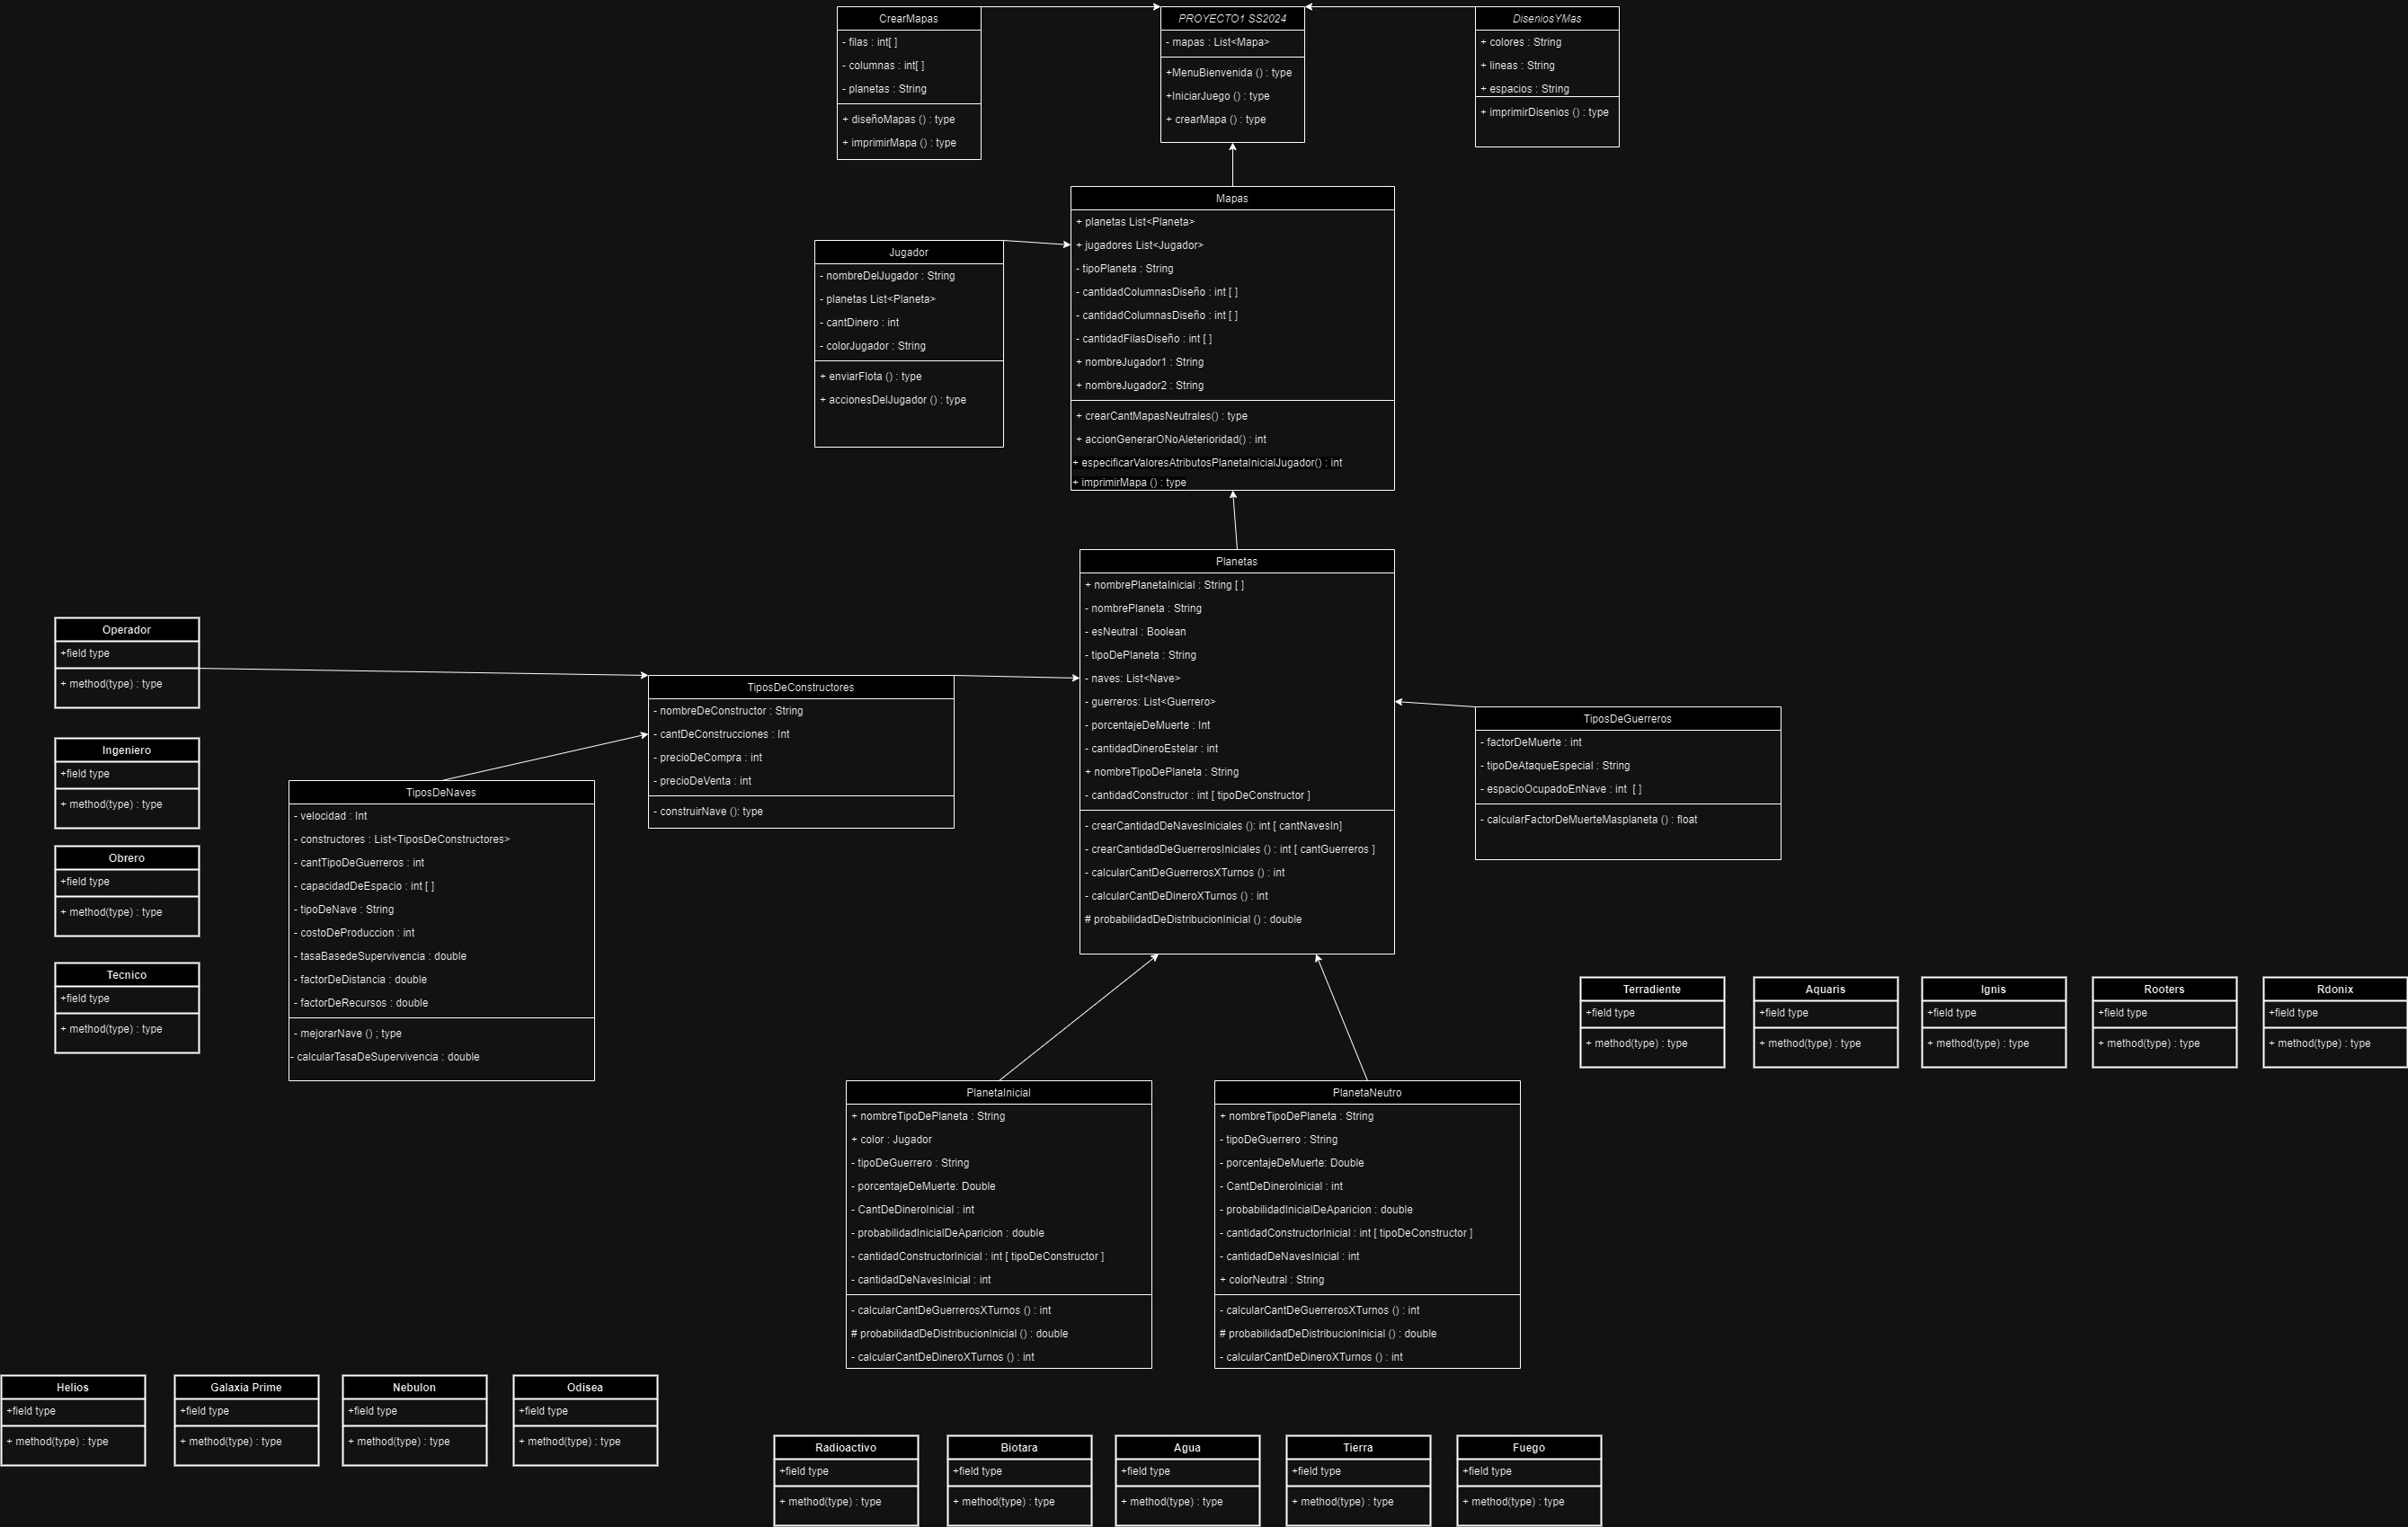 CrearMapas
- filas : int[ ]
- columnas : int[ ]
- planetas : String
+ diseñoMapas () : type
+ imprimirMapa () : type
PROYECTO1 SS2024
- mapas : List<Mapa>
+MenuBienvenida () : type
+IniciarJuego () : type
+ crearMapa () : type
DiseniosYMas
+ colores : String
+ lineas : String
+ espacios : String
+ imprimirDisenios () : type
Mapas
+ planetas List<Planeta>
+ jugadores List<Jugador>
- tipoPlaneta : String
- cantidadColumnasDiseño : int [ ]
- cantidadColumnasDiseño : int [ ]
- cantidadFilasDiseño : int [ ]
+ nombreJugador1 : String
+ nombreJugador2 : String
+ crearCantMapasNeutrales() : type
+ accionGenerarONoAleterioridad() : int
+ especificarValoresAtributosPlanetaInicialJugador() : int
+ imprimirMapa () : type
Jugador
- nombreDelJugador : String
- planetas List<Planeta>
- cantDinero : int
- colorJugador : String
+ enviarFlota () : type
+ accionesDelJugador () : type
Planetas
+ nombrePlanetaInicial : String [ ]
- nombrePlaneta : String
- esNeutral : Boolean
- tipoDePlaneta : String
- naves: List<Nave>
- guerreros: List<Guerrero>
- porcentajeDeMuerte : Int
- cantidadDineroEstelar : int
+ nombreTipoDePlaneta : String
- cantidadConstructor : int [ tipoDeConstructor ]
- crearCantidadDeNavesIniciales (): int [ cantNavesIn]
- crearCantidadDeGuerrerosIniciales () : int [ cantGuerreros ]
- calcularCantDeGuerrerosXTurnos () : int
- calcularCantDeDineroXTurnos () : int
# probabilidadDeDistribucionInicial () : double
Operador
+field type
+ method(type) : type
Ingeniero
+field type
+ method(type) : type
Obrero
+field type
+ method(type) : type
Tecnico
+field type
+ method(type) : type
TiposDeConstructores
- nombreDeConstructor : String
- cantDeConstrucciones : Int
- precioDeCompra : int
- precioDeVenta : int
- construirNave (): type
TiposDeGuerreros
- factorDeMuerte : int
- tipoDeAtaqueEspecial : String
- espacioOcupadoEnNave : int [ ]
- calcularFactorDeMuerteMasplaneta () : float
TiposDeNaves
- velocidad : Int
- constructores : List<TiposDeConstructores>
- cantTipoDeGuerreros : int
- capacidadDeEspacio : int [ ]
- tipoDeNave : String
- costoDeProduccion : int
- tasaBasedeSupervivencia : double
- factorDeDistancia : double
- factorDeRecursos : double
- mejorarNave () ; type
- calcularTasaDeSupervivencia : double
Terradiente
+field type
+ method(type) : type
Aquaris
+field type
+ method(type) : type
Ignis
+field type
+ method(type) : type
Rooters
+field type
+ method(type) : type
Rdonix
+field type
+ method(type) : type
PlanetaInicial
+ nombreTipoDePlaneta : String
+ color : Jugador
- tipoDeGuerrero : String
- porcentajeDeMuerte: Double
- CantDeDineroInicial : int
- probabilidadInicialDeAparicion : double
- cantidadConstructorInicial : int [ tipoDeConstructor ]
- cantidadDeNavesInicial : int
- calcularCantDeGuerrerosXTurnos () : int
# probabilidadDeDistribucionInicial () : double
- calcularCantDeDineroXTurnos () : int
PlanetaNeutro
+ nombreTipoDePlaneta : String
- tipoDeGuerrero : String
- porcentajeDeMuerte: Double
- CantDeDineroInicial : int
- probabilidadInicialDeAparicion : double
- cantidadConstructorInicial : int [ tipoDeConstructor ]
- cantidadDeNavesInicial : int
+ colorNeutral : String
- calcularCantDeGuerrerosXTurnos () : int
# probabilidadDeDistribucionInicial () : double
- calcularCantDeDineroXTurnos () : int
Helios
+field type
+ method(type) : type
Galaxia Prime
+field type
+ method(type) : type
Nebulon
+field type
+ method(type) : type
Odisea
+field type
+ method(type) : type
Radioactivo
+field type
+ method(type) : type
Biotara
+field type
+ method(type) : type
Agua
+field type
+ method(type) : type
Tierra
+field type
+ method(type) : type
Fuego
+field type
+ method(type) : type